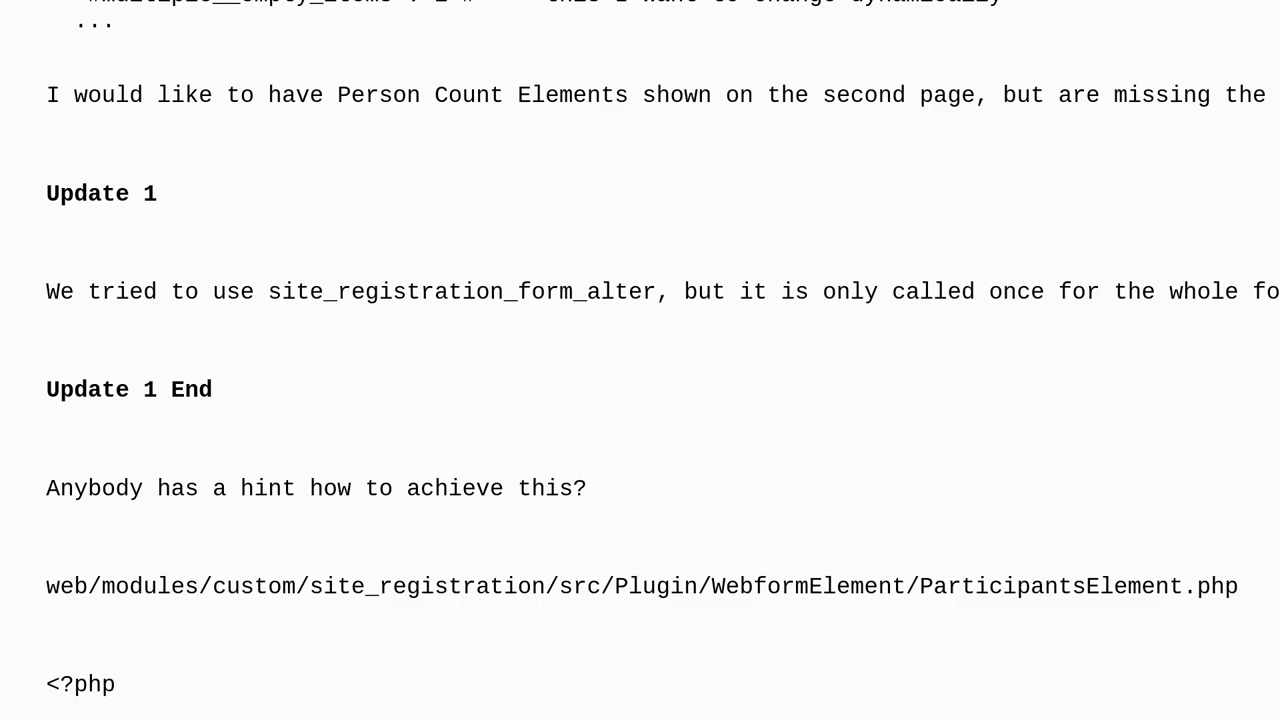 ...
I would like to have Person Count Elements shown on the second page, but are missing the
Update 1
We tried to use site_registration_form_alter, but it is only called once for the whole fo
Update 1 End
Anybody has a hint how to achieve this?
web/modules/custom/site_registration/src/Plugin/WebformElement/ParticipantsElement.php
<?php